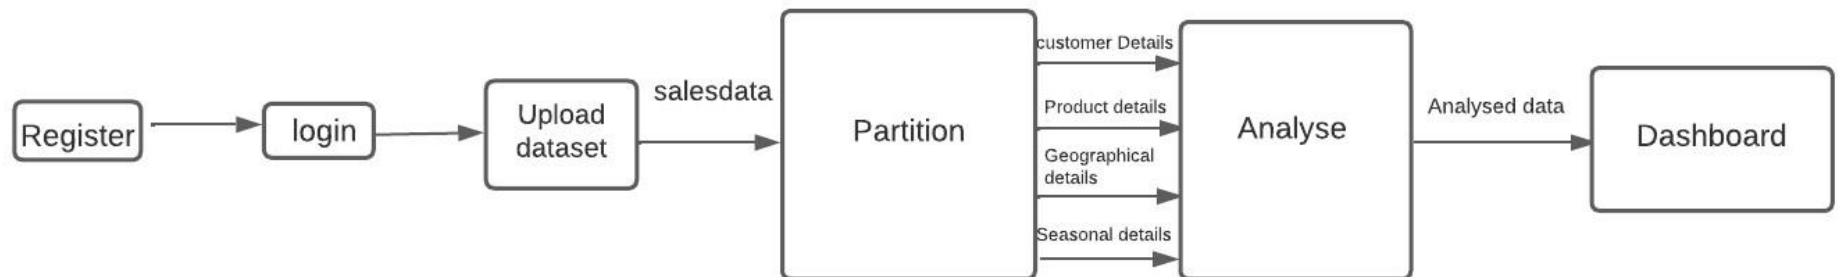 Register
login
Upload
dataset
salesdata
Partition
customer Details
Product details
Geographical
details
Seasonal details
Analyse
Analysed data
Dashboard